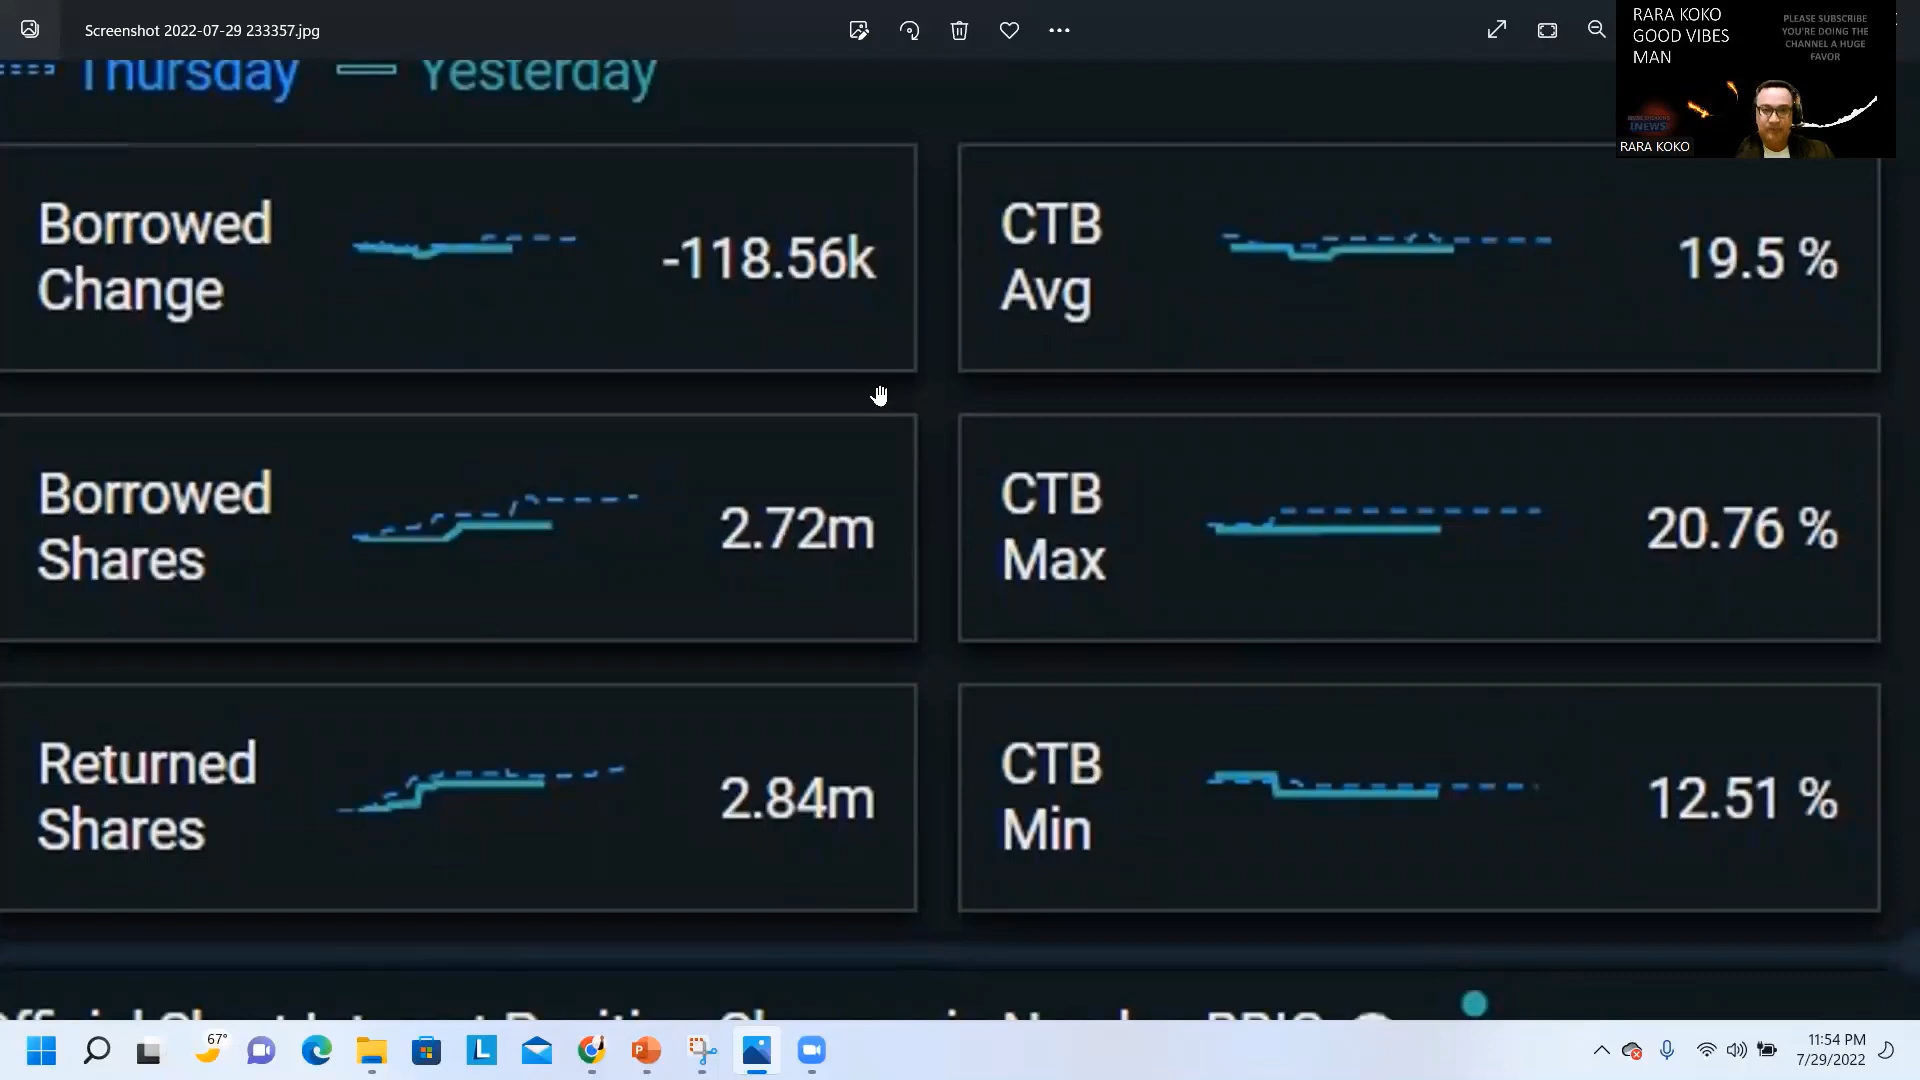 Screenshot 2022-07-29 233357.jpg
RARA KOKO
GOOD VIBES
MAN
PLEASE SUBSCRIBE
YOU'RE DOING THE
CHANNEL A HUGE
FAVOR
NEWS
RARA KOKO
Thursday Yesterday
Borrowed
Change
-118.56k
CTB
Avg
19.5 %
Borrowed
Shares
2.72m
CTB
Max
20.76 %
Returned
Shares
2.84m
CTB
Min
12.51 %
67°
11:54 PM
7/29/2022